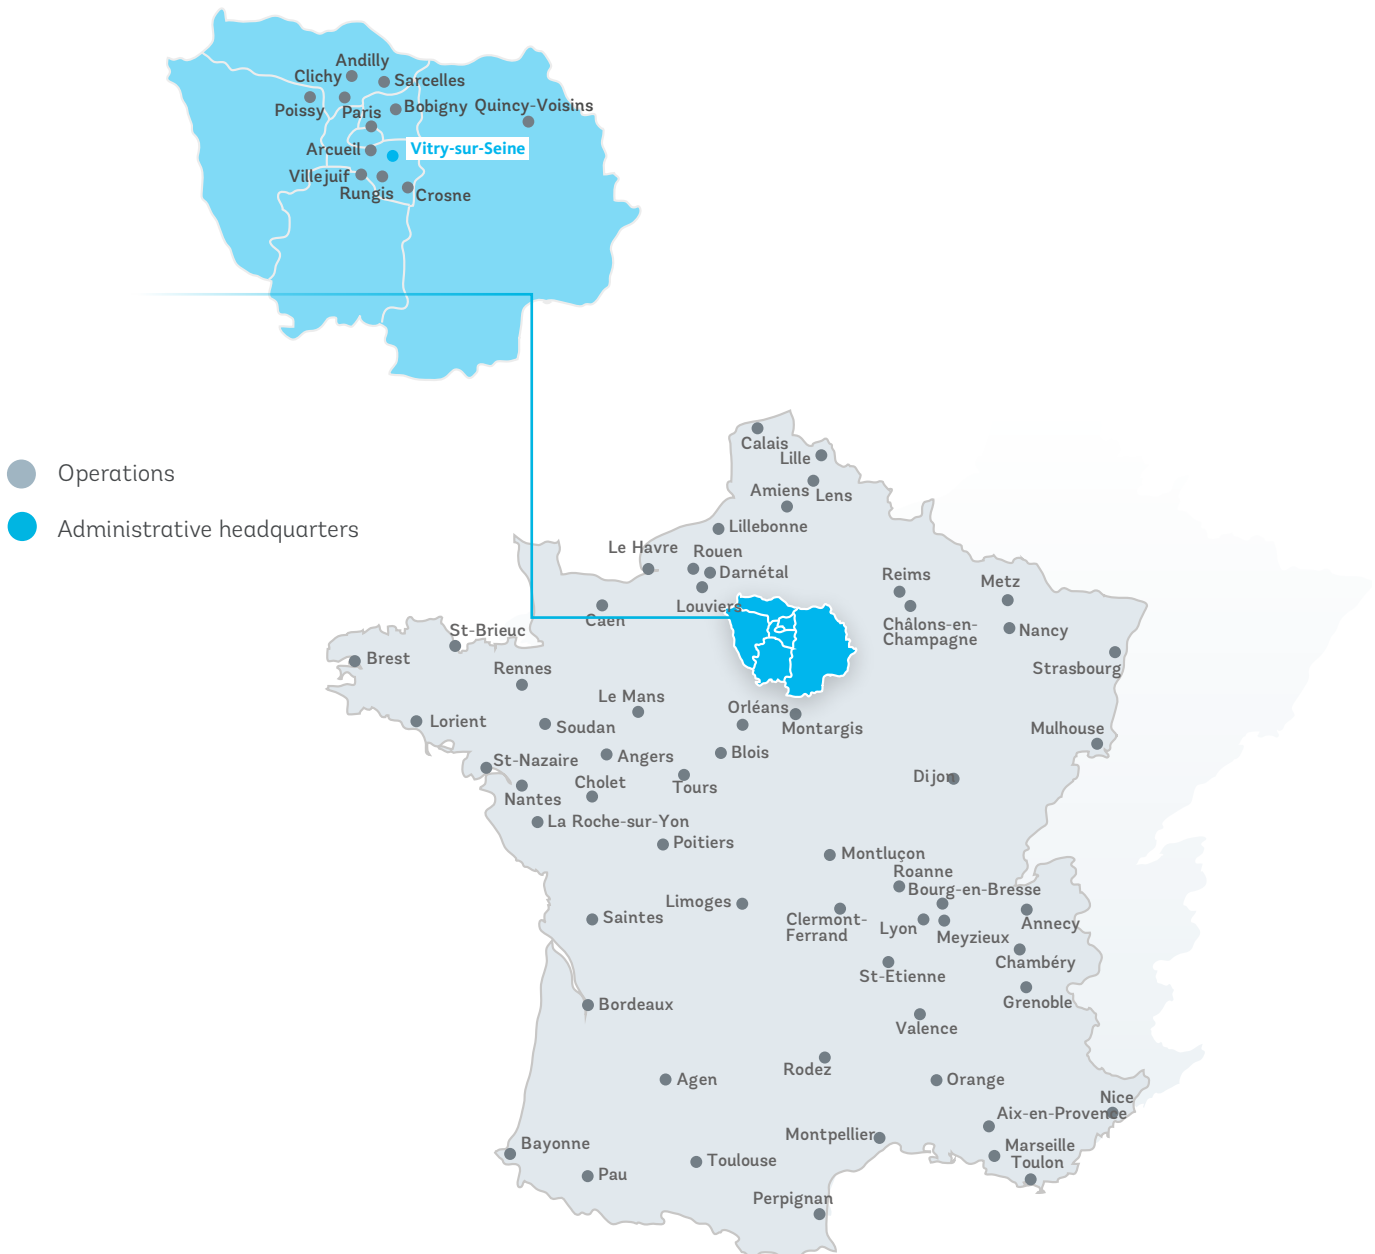 Andilly
Clichy
Sarcelles
Poissy
Paris
Bobigny
Quincy-Voisins
Arcueil
Vitry-sur-Seine
Villejuif
Rungis
Crosne
Operations
Administrative headquarters
Calais
Lille
Amiens
Lens
Lillebonne
Le Havre
Rouen
Darnétal
Louviers
Caen
Reims
Metz
Châlons-en-
Champagne
Nancy
Strasbourg
St-Brieuc
Brest
Rennes
Le Mans
Orléans
Montargis
Lorient
Soudan
Mulhouse
St-Nazaire
Angers
Blois
Dijon
Cholet
Tours
Nantes
La Roche-sur-Yon
Poitiers
Montluçon
Roanne
Bourg-en-Bresse
Limoges
Saintes
Clermont-
Ferrand
Lyon
Meyzieux
Annecy
Chambéry
St-Etienne
Grenoble
Bordeaux
Valence
Rodez
Agen
Orange
Nice
Aix-en-Provence
Montpellier
Marseille
Toulon
Bayonne
Toulouse
Pau
Perpignan